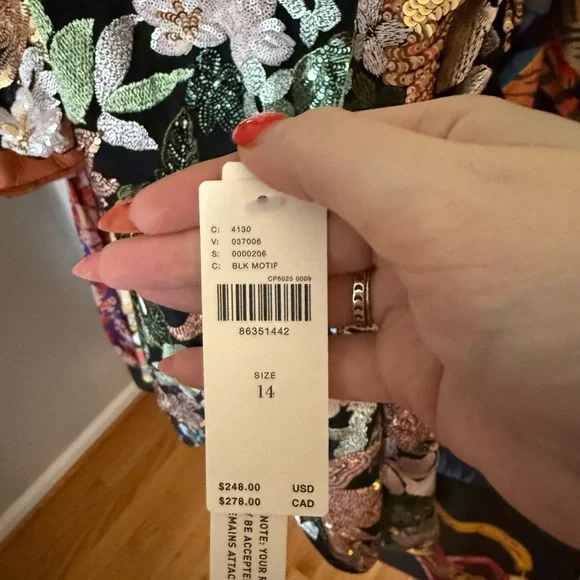 C: 4130
V: 037006
S: 0000206
C: BLK MOTIF
CP6025 0009
86351442
SIZE
14
$248.00 USD
$278.00 CAD
NOTE: YOUR
BE ACCEPTE
REMAINS ATTAC